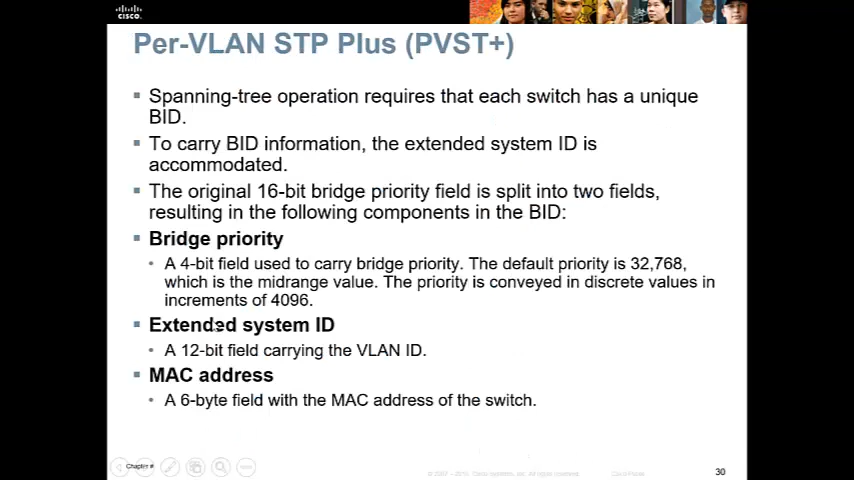 CISCO.
Per-VLAN STP Plus (PVST+)
Spanning-tree operation requires that each switch has a unique
BID.
To carry BID information, the extended system ID is
accommodated.
The original 16-bit bridge priority field is split into two fields,
resulting in the following components in the BID:
Bridge priority
A 4-bit field used to carry bridge priority. The default priority is 32,768,
which is the midrange value. The priority is conveyed in discrete values in
increments of 4096.
Extended system ID
A 12-bit field carrying the VLAN ID.
MAC address
A 6-byte field with the MAC address of the switch.
Chapter #
30